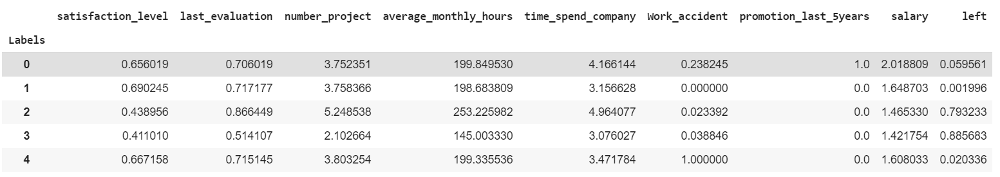 satisfaction_level last_evaluation number_project average_monthly_hours time_spend_company Work_accident promotion_last_5years salary left
Labels
0 0.656019 0.706019 3.752351 199.849530 4.166144 0.238245 1.0 2.018809 0.059561
1 0.690245 0.717177 3.758366 198.683809 3.156628 0.000000 0.0 1.648703 0.001996
2 0.438956 0.866449 5.248538 253.225982 4.964077 0.023392 0.0 1.465330 0.793233
3 0.411010 0.514107 2.102664 145.003330 3.076027 0.038846 0.0 1.421754 0.885683
4 0.667158 0.715145 3.803254 199.335536 3.471784 1.000000 0.0 1.608033 0.020336